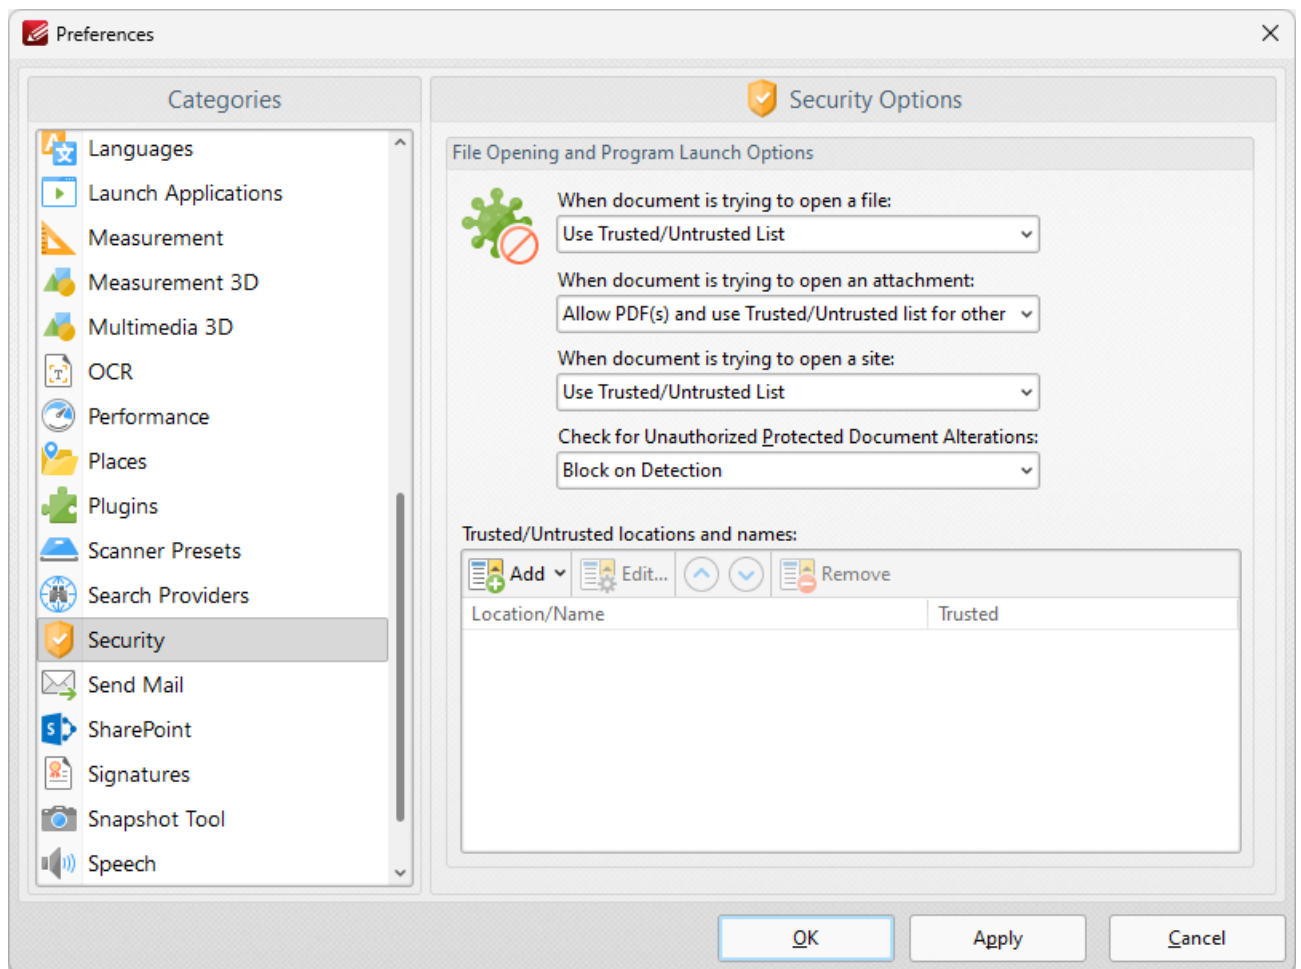 Preferences
Categories
Languages
Launch Applications
Measurement
Measurement 3D
Multimedia 3D
OCR
Performance
Places
Plugins
Scanner Presets
Search Providers
Security
Send Mail
SharePoint
Signatures
Snapshot Tool
Speech
Security Options
File Opening and Program Launch Options
When document is trying to open a file:
Use Trusted/Untrusted List
When document is trying to open an attachment:
Allow PDF(s) and use Trusted/Untrusted list for other
When document is trying to open a site:
Use Trusted/Untrusted List
Check for Unauthorized Protected Document Alterations:
Block on Detection
Trusted/Untrusted locations and names:
Add Edit... Remove
Location/Name Trusted
OK Apply Cancel